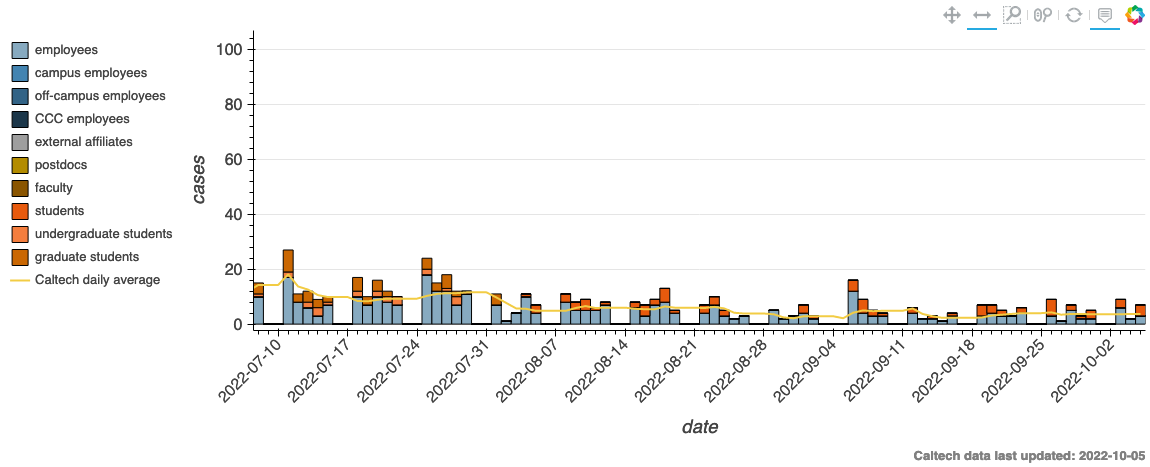 employees
campus employees
off-campus employees
CCC employees
external affiliates
postdocs
faculty
students
undergraduate students
graduate students
Caltech daily average
cases
100
80
60
40
20
0
2022-07-10
2022-07-17
2022-07-24
2022-07-31
2022-08-07
2022-08-14
2022-08-21
2022-08-28
2022-09-04
2022-09-11
2022-09-18
2022-09-25
2022-10-02
date
Caltech data last updated: 2022-10-05